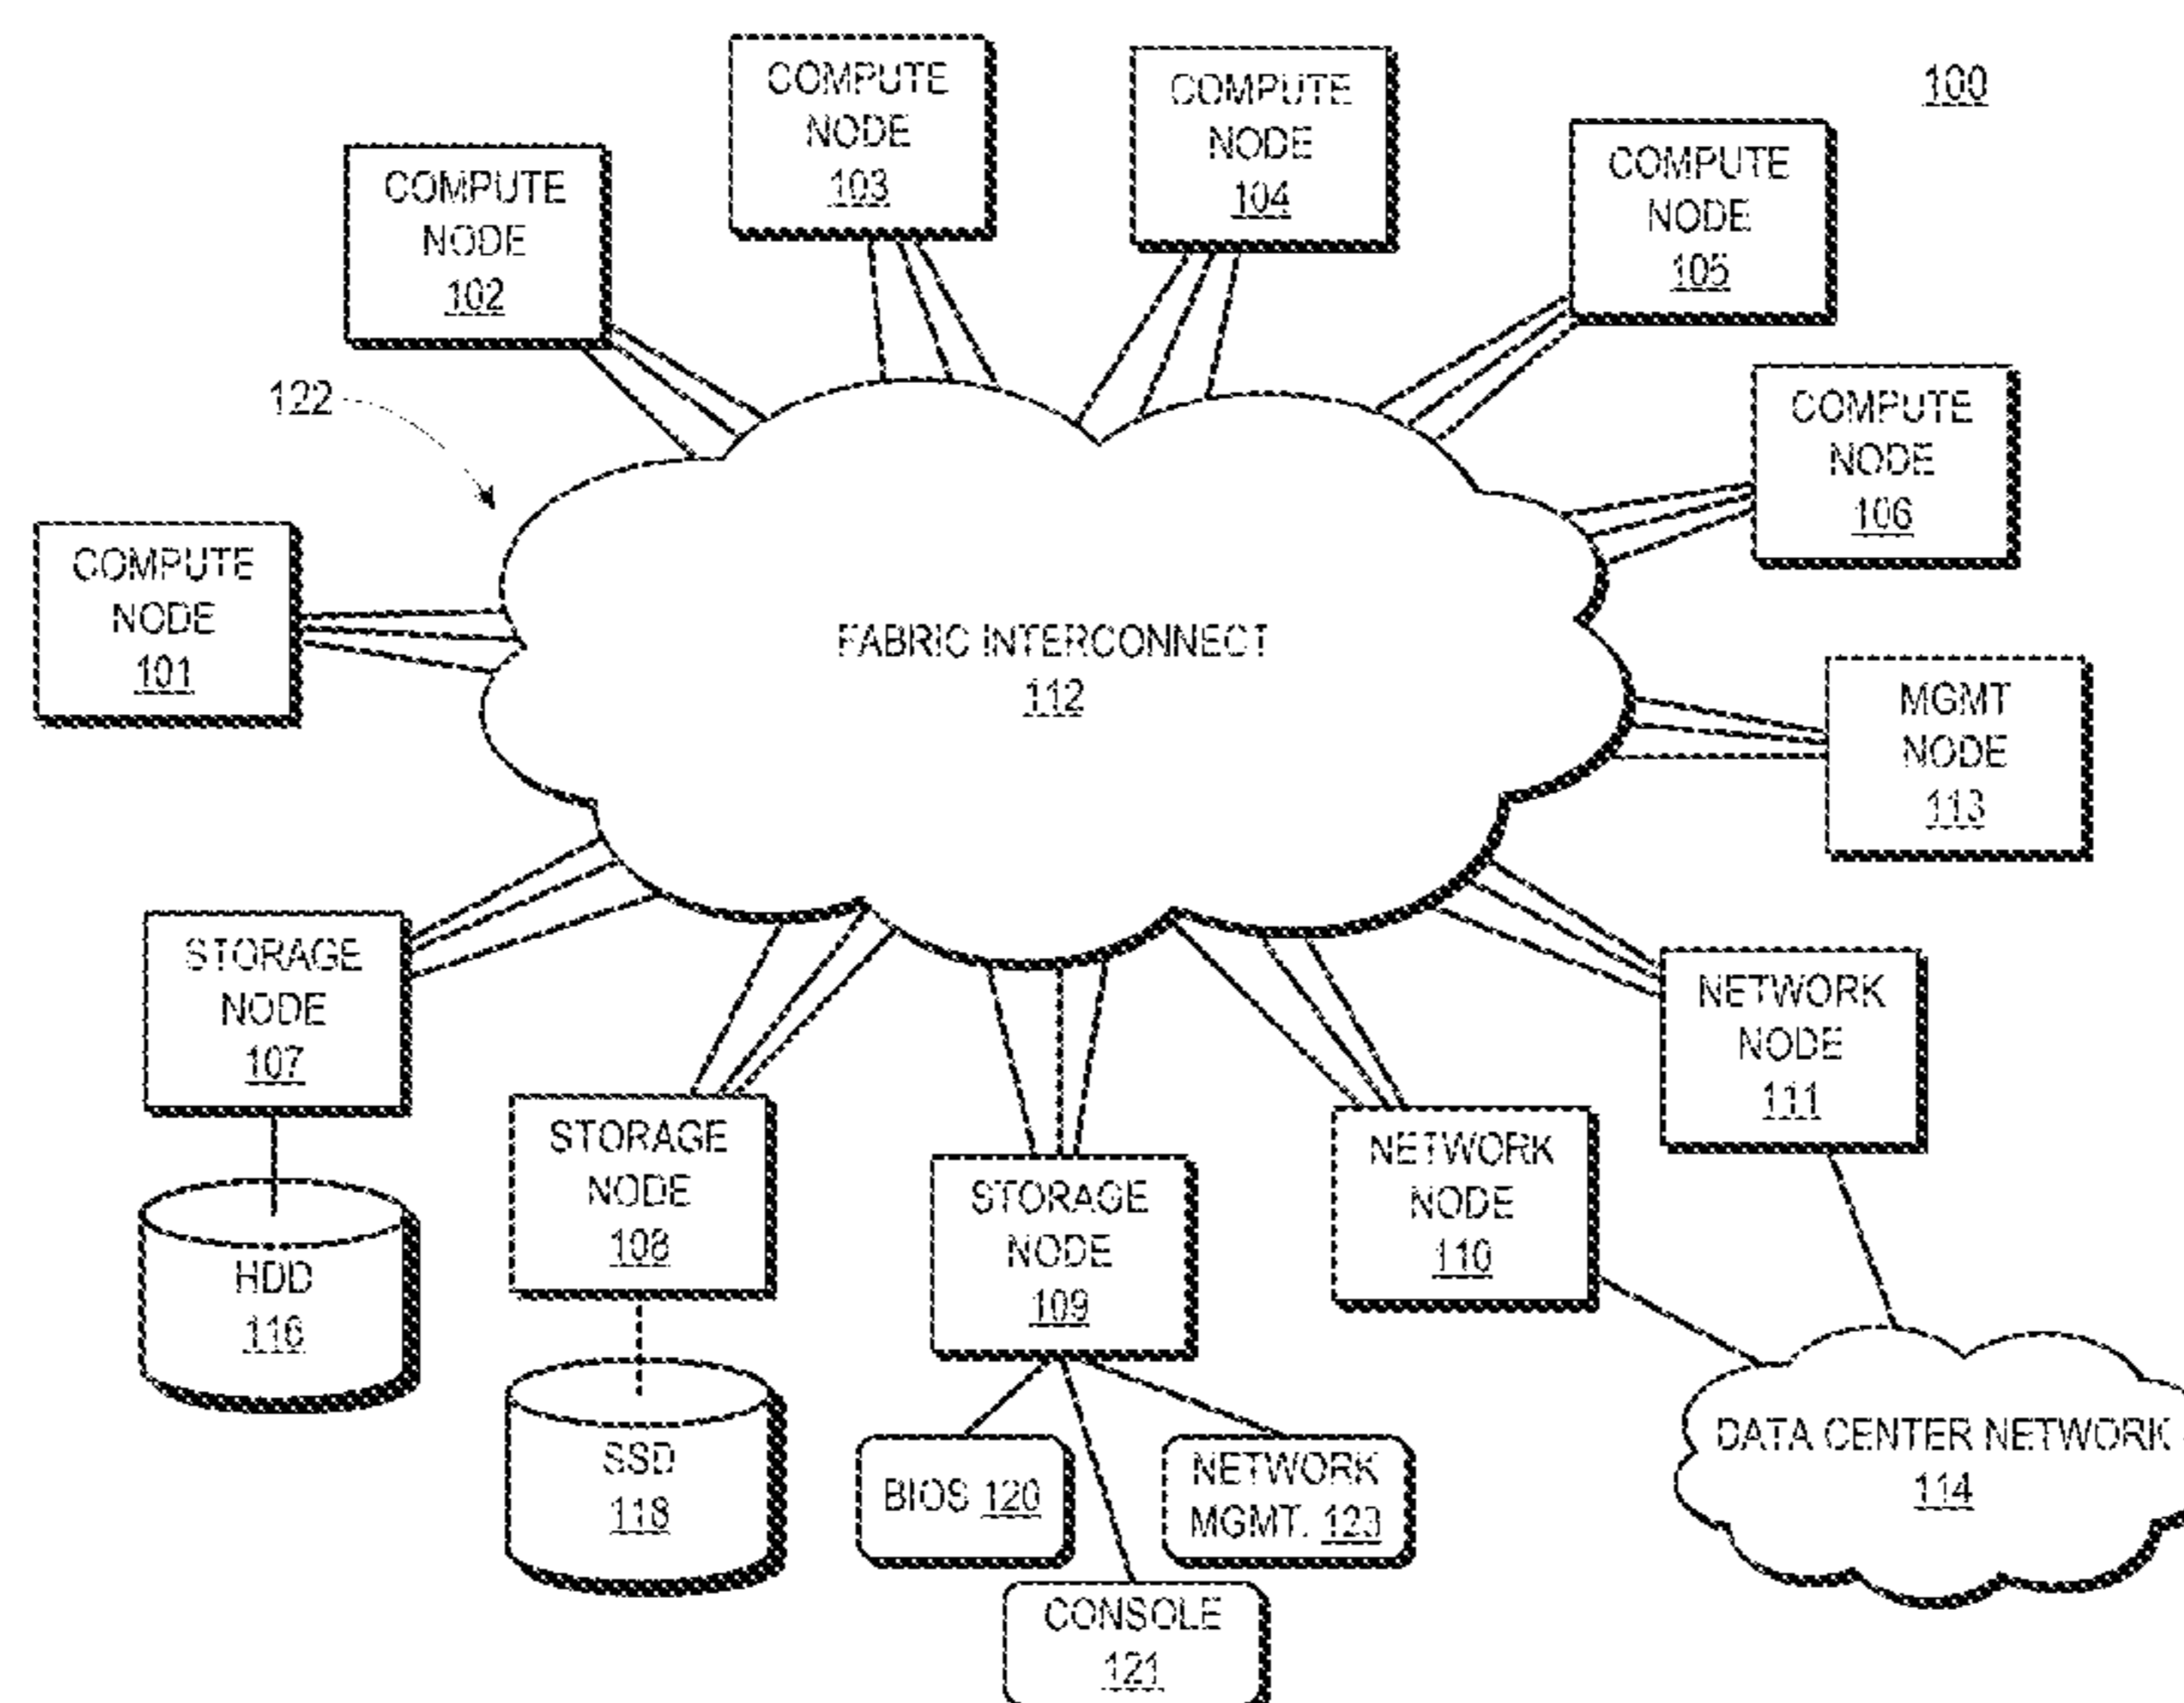 100
COMPUTE
NODE
103
COMPUTE
NODE
104
COMPUTE
NODE
105
COMPUTE
NODE
102
122
COMPUTE
NODE
106
COMPUTE
NODE
101
FABRIC INTERCONNECT
112
MGMT
NODE
113
STORAGE
NODE
107
NETWORK
NODE
111
STORAGE
NODE
108
NETWORK
NODE
110
STORAGE
NODE
109
HDD
116
SSD
118
BIOS 120
NETWORK
MGMT. 123
CONSOLE
121
DATA CENTER NETWORK
114